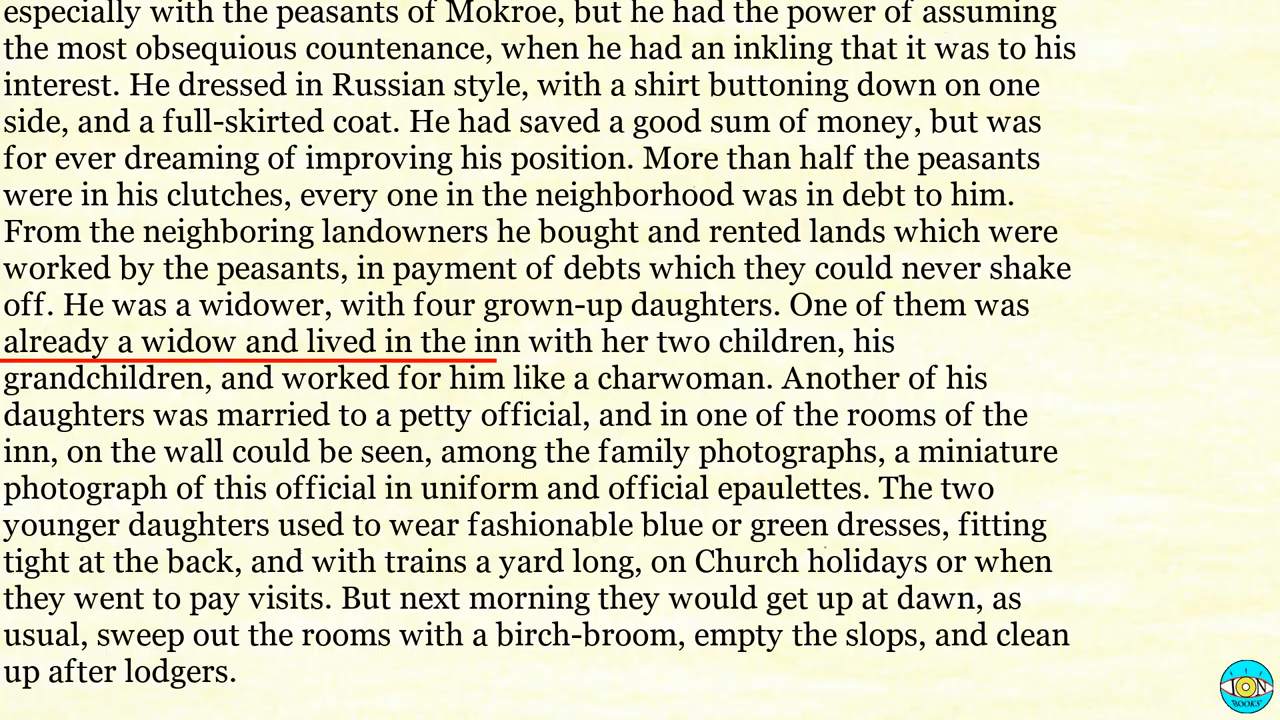 especially with the peasants of Mokroe, but he had the power of assuming
the most obsequious countenance, when he had an inkling that it was to his
interest. He dressed in Russian style, with a shirt buttoning down on one
side, and a full-skirted coat. He had saved a good sum of money, but was
for ever dreaming of improving his position. More than half the peasants
were in his clutches, every one in the neighborhood was in debt to him.
From the neighboring landowners he bought and rented lands which were
worked by the peasants, in payment of debts which they could never shake
off. He was a widower, with four grown-up daughters. One of them was
already a widow and lived in the inn with her two children, his
grandchildren, and worked for him like a charwoman. Another of his
daughters was married to a petty official, and in one of the rooms of the
inn, on the wall could be seen, among the family photographs, a miniature
photograph of this official in uniform and official epaulettes. The two
younger daughters used to wear fashionable blue or green dresses, fitting
tight at the back, and with trains a yard long, on Church holidays or when
they went to pay visits. But next morning they would get up at dawn, as
usual, sweep out the rooms with a birch-broom, empty the slops, and clean
up after lodgers.
ION
BOOKS